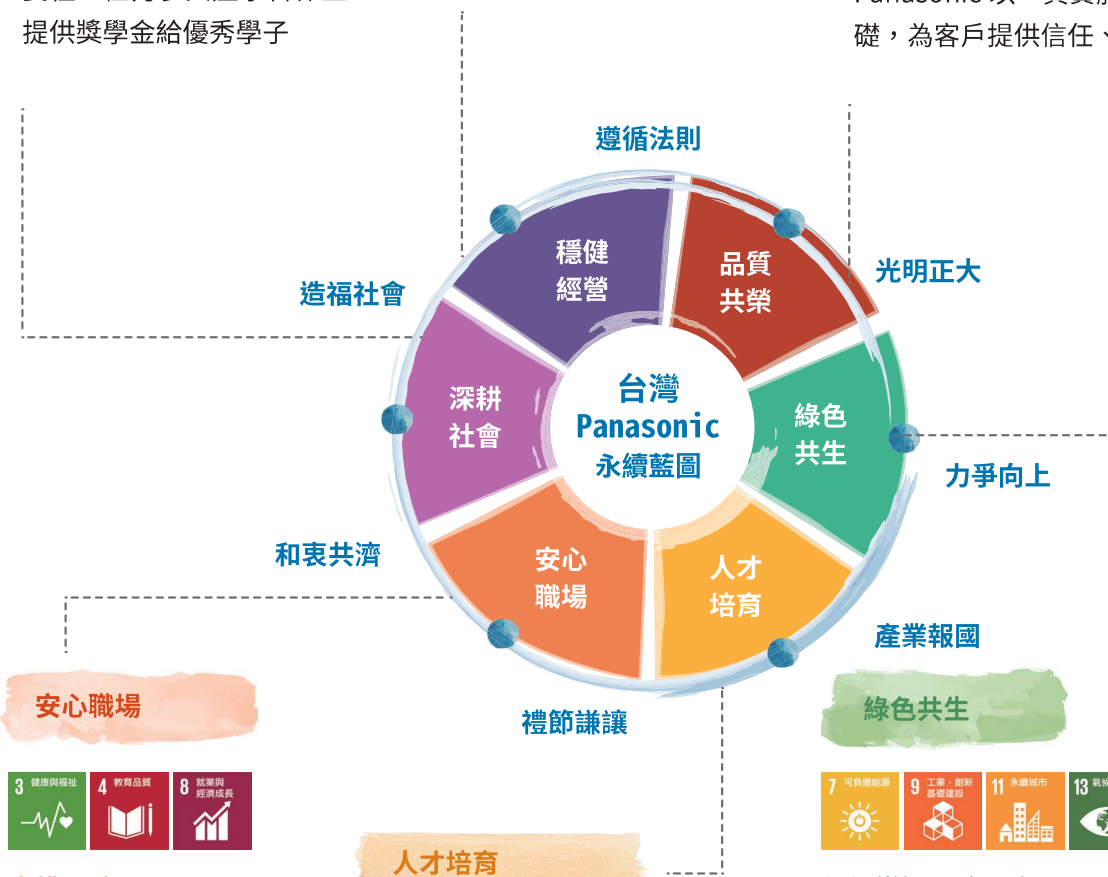 提供獎學金給優秀學子
礎，為客戶提供信任、
遵循法則
造福社會
光明正大
穩健
經營
品質
共榮
深耕
社會
台灣
Panasonic
永續藍圖
綠色
共生
力爭向上
和衷共濟
安心
職場
人才
培育
產業報國
禮節謙讓
安心職場
3 健康與福祉
4 教育品質
8 就業與
經濟成長
綠色共生
7 可負擔能源
9 工業、創新
基礎建設
11 永續城市
13 氣候
人才培育